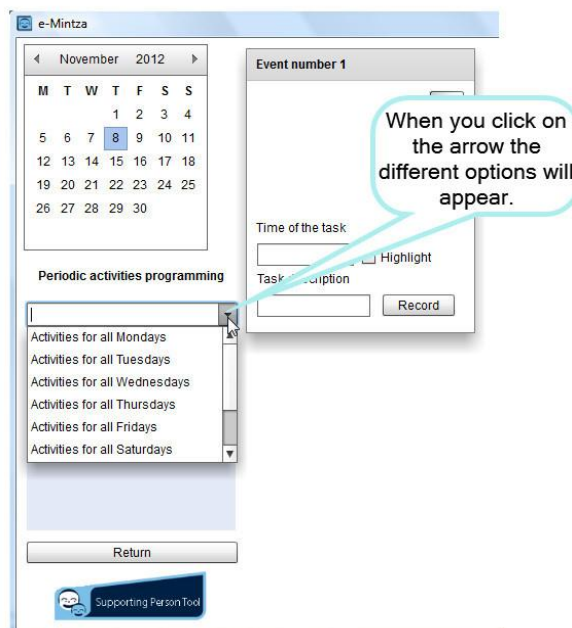 e-Mintza
November 2012
M T W T F S S
1 2 3 4
5 6 7 8 9 10 11
12 13 14 15 16 17 18
19 20 21 22 23 24 25
26 27 28 29 30
Event number 1
When you click on
the arrow the
different options will
appear.
Time of the task
Highlight
Record
Periodic activities programming
Activities for all Mondays
Activities for all Tuesdays
Activities for all Wednesdays
Activities for all Thursdays
Activities for all Fridays
Activities for all Saturdays
Return
Supporting Person Tool